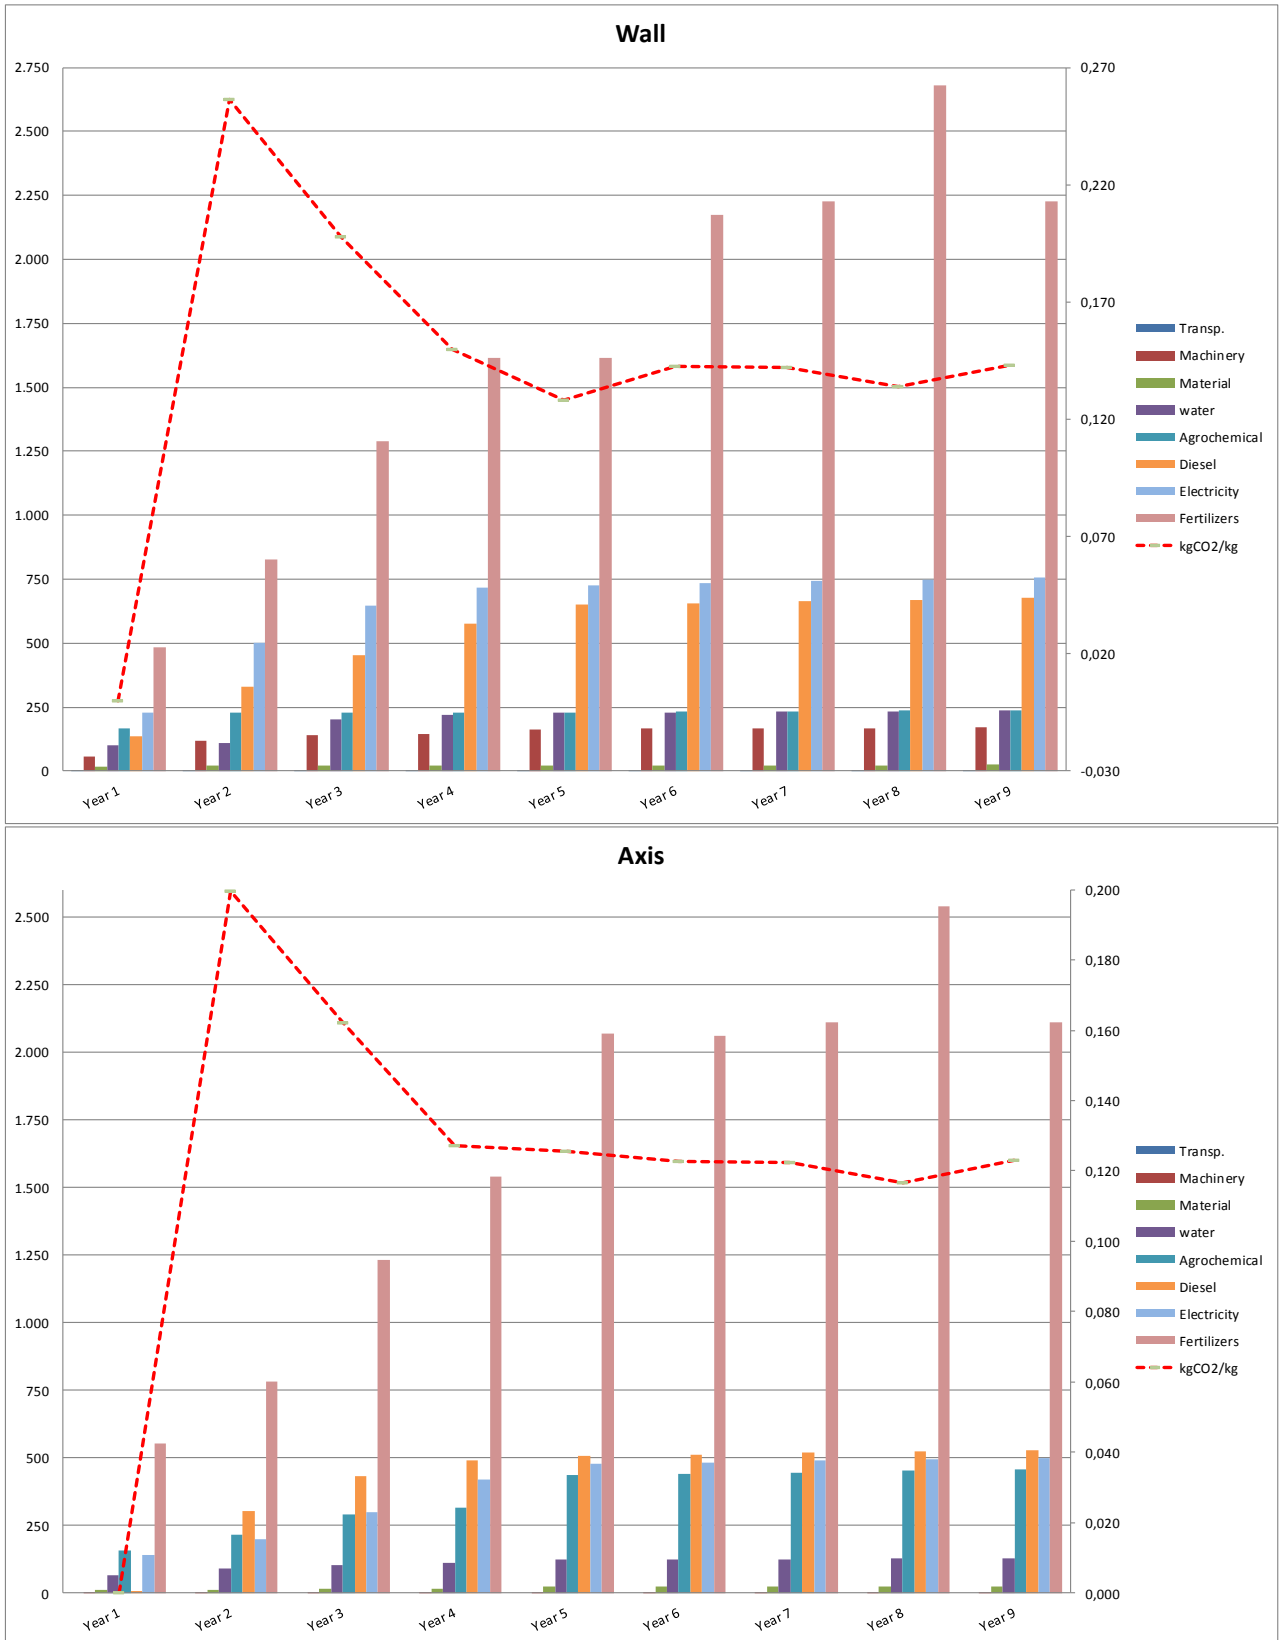 Wall
2.750
2.500
2.250
2.000
1.750
1.500
1.250
1.000
750
500
250
0
0,270
0,220
0,170
0,120
0,070
0,020
-0,030
Year 1
Year 2
Year 3
Year 4
Year 5
Year 6
Year 7
Year 8
Year 9
Transp.
Machinery
Material
water
Agrochemical
Diesel
Electricity
Fertilizers
kgCO2/kg
Axis
2.500
2.250
2.000
1.750
1.500
1.250
1.000
750
500
250
0
0,200
0,180
0,160
0,140
0,120
0,100
0,080
0,060
0,040
0,020
0,000
Year 1
Year 2
Year 3
Year 4
Year 5
Year 6
Year 7
Year 8
Year 9
Transp.
Machinery
Material
water
Agrochemical
Diesel
Electricity
Fertilizers
kgCO2/kg